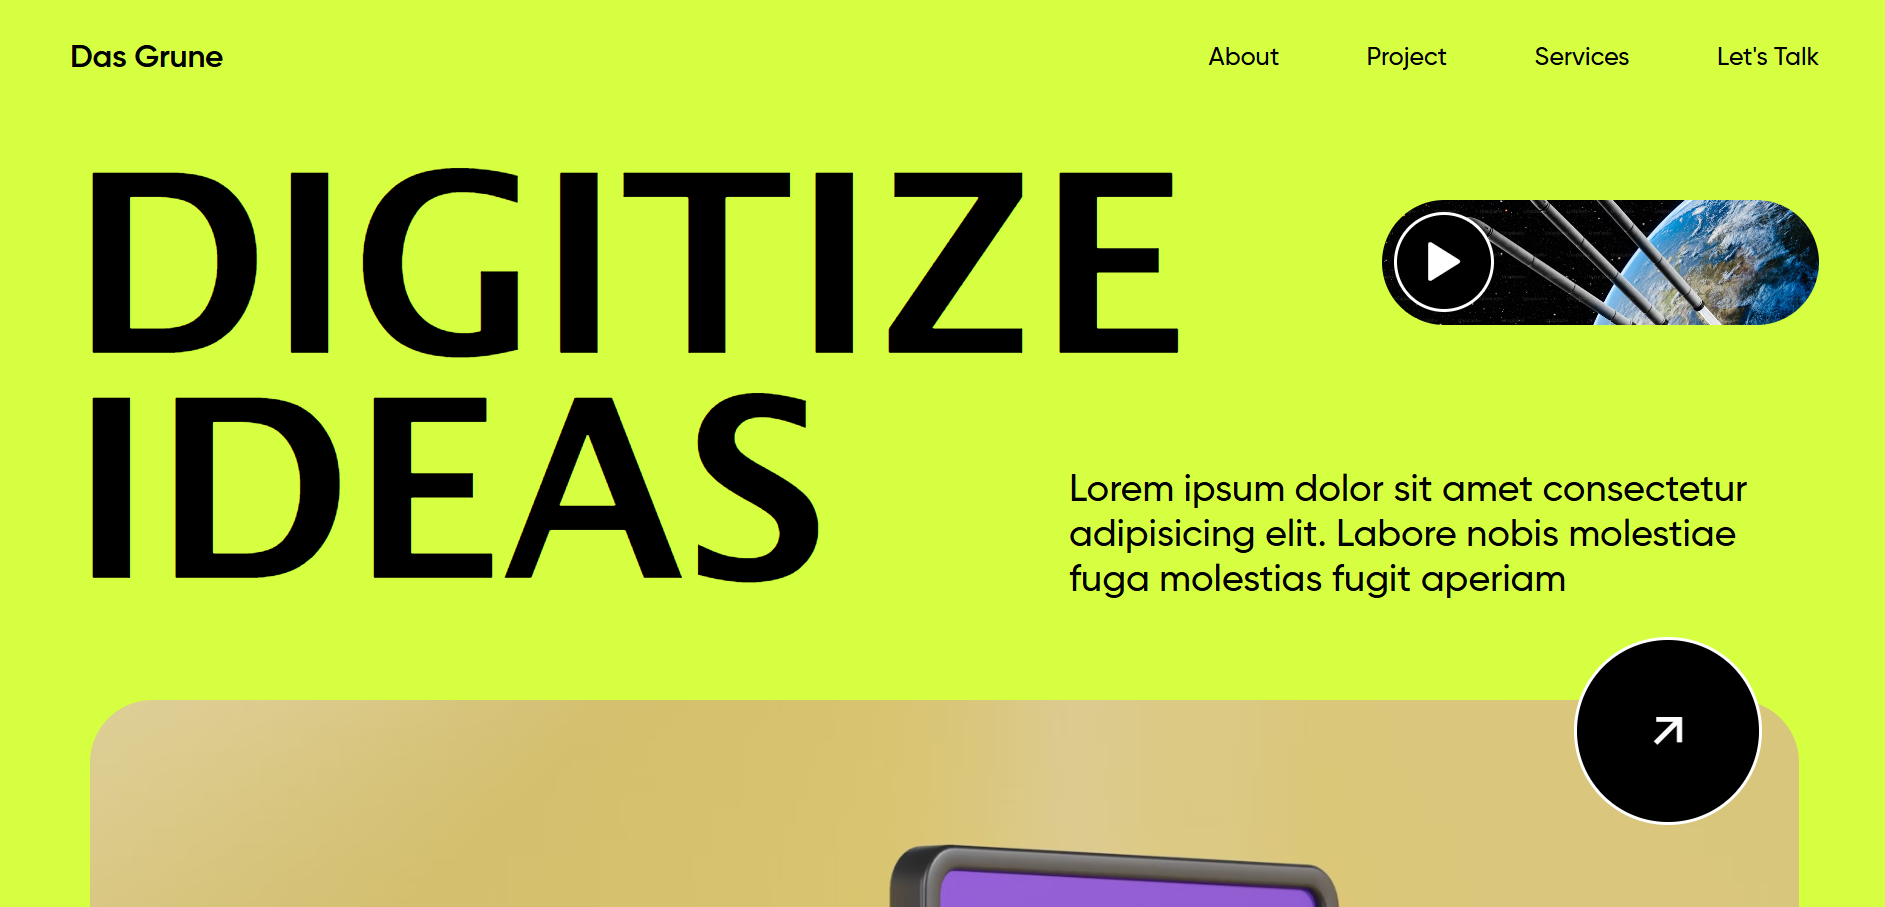 Das Grune
About
Project
Services
Let's Talk
DIGITIZE
IDEAS
Lorem ipsum dolor sit amet consectetur
adipisicing elit. Labore nobis molestiae
fuga molestias fugit aperiam